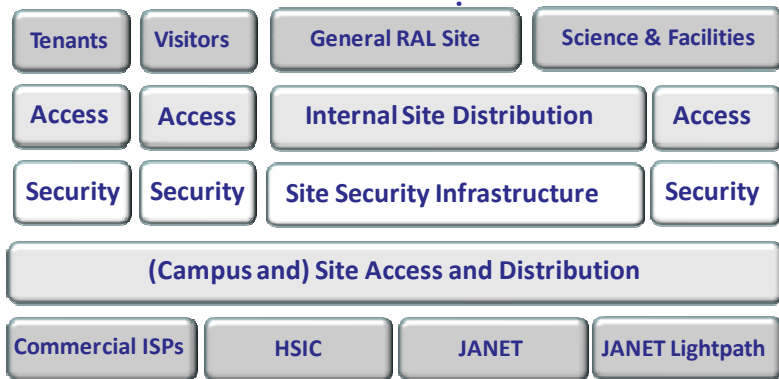 Tenants Visitors General RAL Site Science & Facilities
Access Access Internal Site Distribution Access
Security Security Site Security Infrastructure Security
(Campus and) Site Access and Distribution
Commercial ISPs HSIC JANET JANET Lightpath